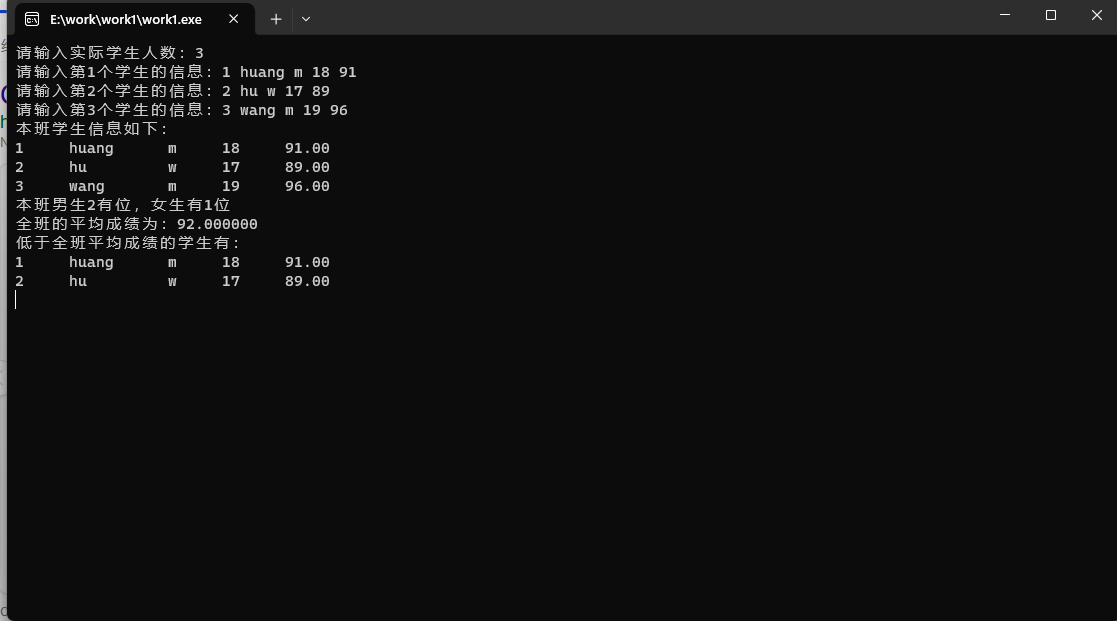 E:\work\work1\work1.exe
请输入实际学生人数：3
请输入第1个学生的信息：1 huang m 18 91
请输入第2个学生的信息：2 hu w 17 89
请输入第3个学生的信息：3 wang m 19 96
本班学生信息如下：
1 huang m 18 91.00
2 hu w 17 89.00
3 wang m 19 96.00
本班男生2有位，女生有1位
全班的平均成绩为：92.000000
低于全班平均成绩的学生有：
1 huang m 18 91.00
2 hu w 17 89.00